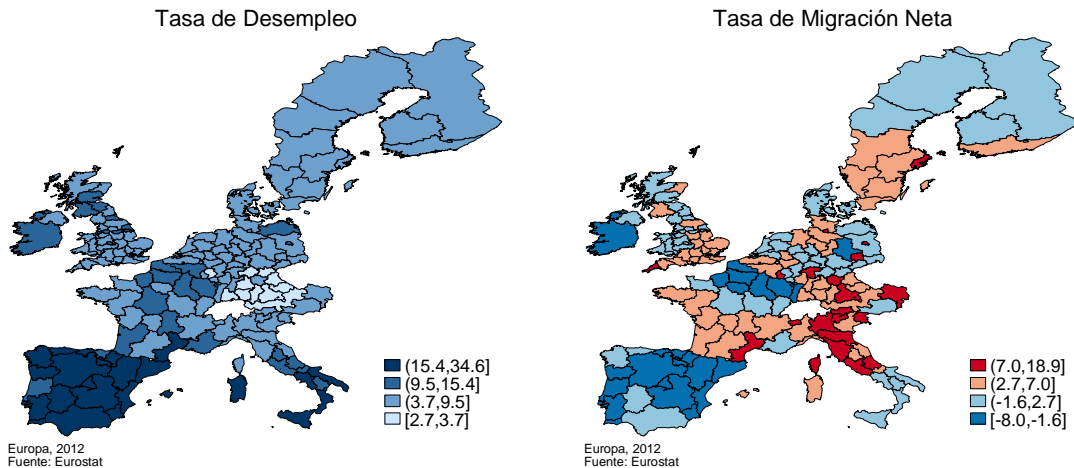 Tasa de Desempleo
(15.4,34.6]
(9.5,15.4]
(3.7,9.5]
[2.7,3.7]
Europa, 2012
Fuente: Eurostat
Tasa de Migración Neta
(7.0,18.9]
(2.7,7.0]
(-1.6,2.7]
[-8.0,-1.6]
Europa, 2012
Fuente: Eurostat